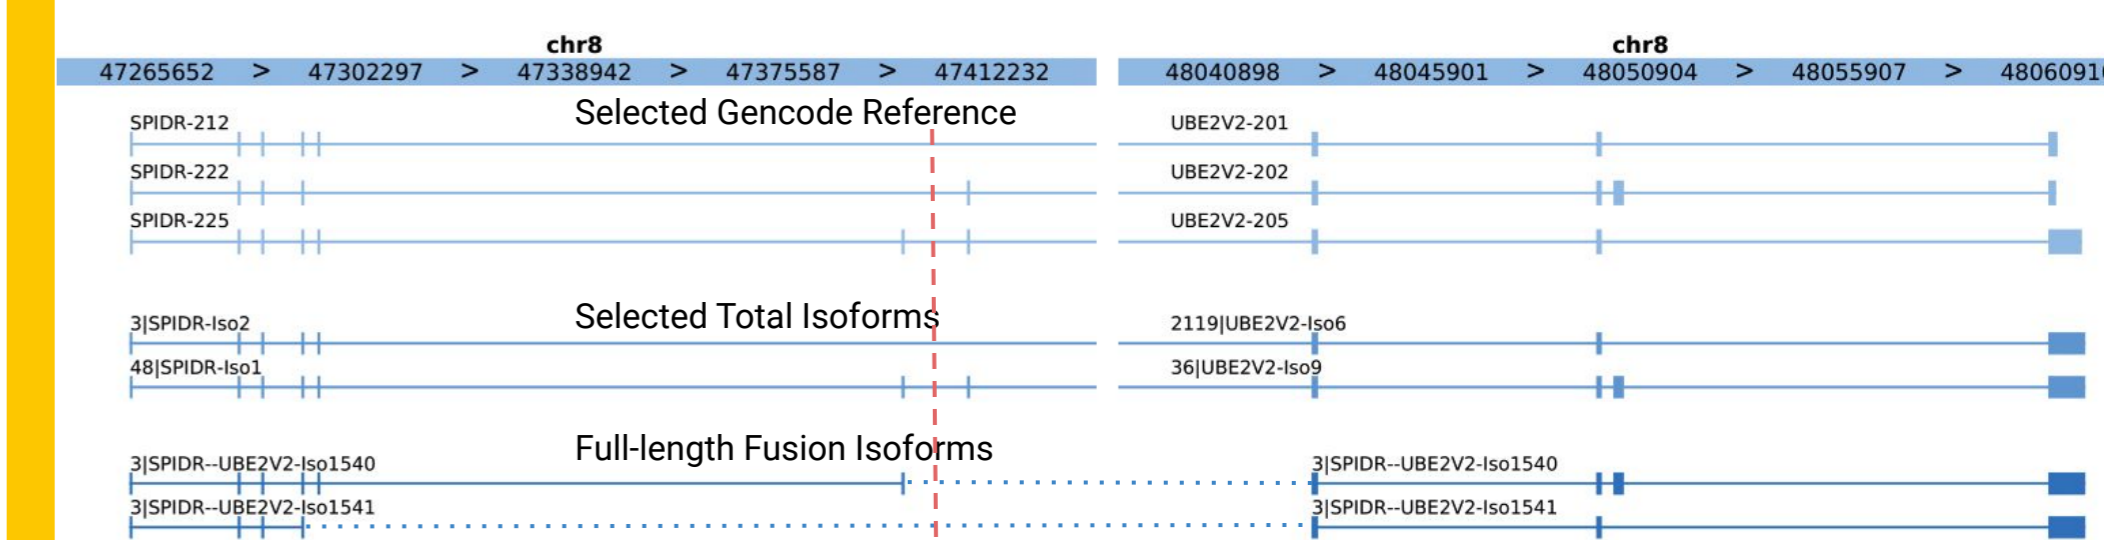 chr8 chr8
47265652 > 47302297 > 47338942 > 47375587 > 47412232 48040898 > 48045901 > 48050904 > 48055907 >
Selected Gencode Reference
SPIDR-212 UBE2V2-201
SPIDR-222 UBE2V2-202
SPIDR-225 UBE2V2-205
Selected Total Isoforms
3|SPIDR-Iso2 2119|UBE2V2-Iso6
48|SPIDR-Iso1 36|UBE2V2-Iso9
Full-length Fusion Isoforms
3|SPIDR--UBE2V2-Iso1540 3|SPIDR--UBE2V2-Iso1540
3|SPIDR--UBE2V2-Iso1541 3|SPIDR--UBE2V2-Iso1541